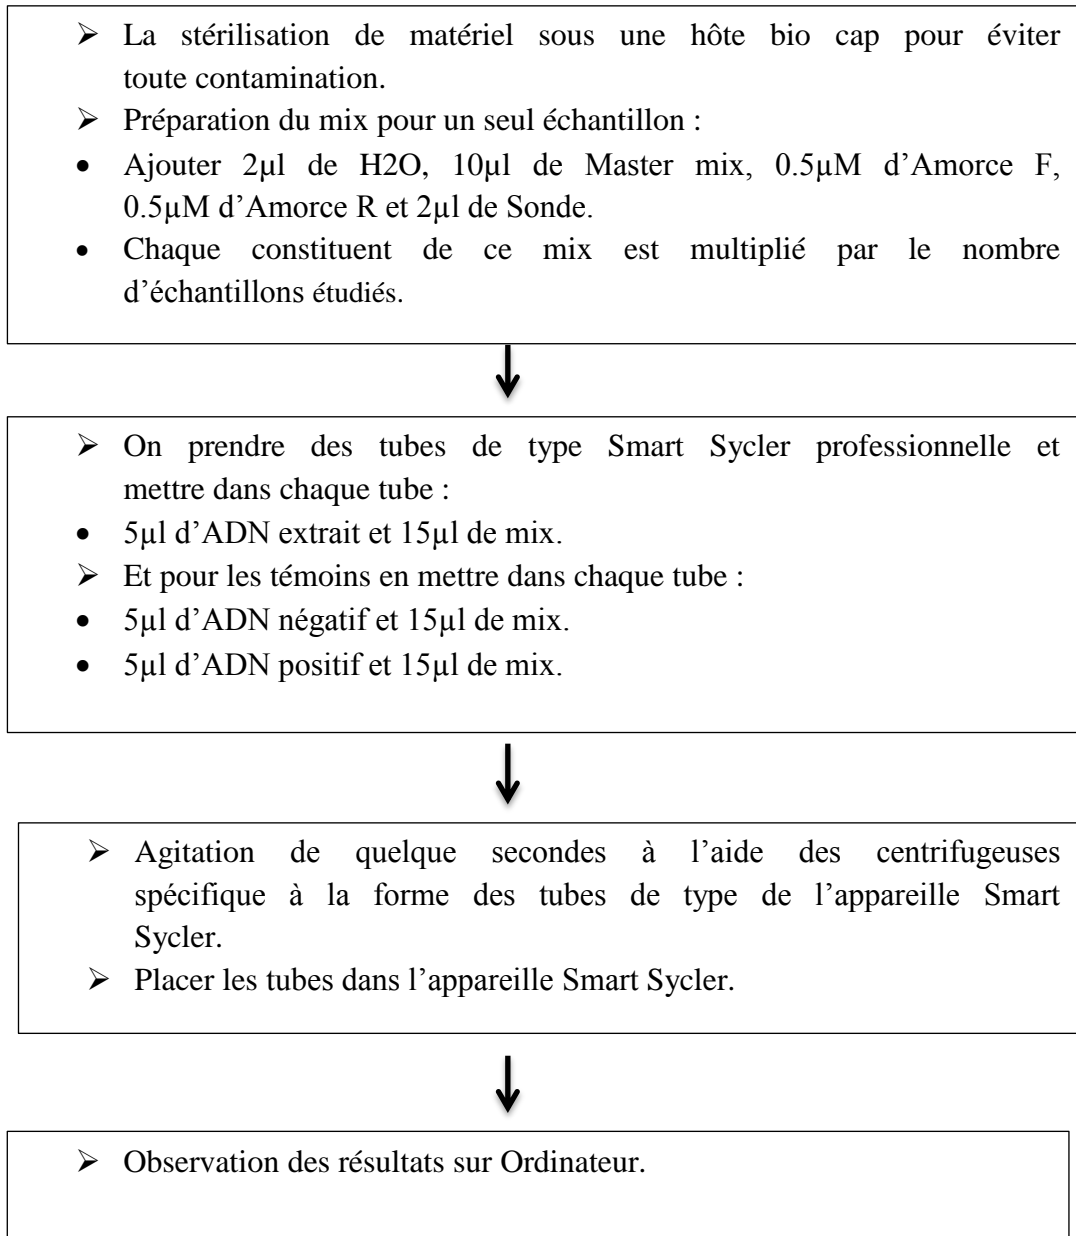 ➢ La stérilisation de matériel sous une hôte bio cap pour éviter
toute contamination.
➢ Préparation du mix pour un seul échantillon :
• Ajouter 2µl de H2O, 10µl de Master mix, 0.5µM d’Amorce F,
0.5µM d’Amorce R et 2µl de Sonde.
• Chaque constituent de ce mix est multiplié par le nombre
d’échantillons étudiés.
➢ On prendre des tubes de type Smart Sycler professionnelle et
mettre dans chaque tube :
• 5µl d’ADN extrait et 15µl de mix.
➢ Et pour les témoins en mettre dans chaque tube :
• 5µl d’ADN négatif et 15µl de mix.
• 5µl d’ADN positif et 15µl de mix.
➢ Agitation de quelque secondes à l’aide des centrifugeuses
spécifique à la forme des tubes de type de l’appareille Smart
Sycler.
➢ Placer les tubes dans l’appareille Smart Sycler.
➢ Observation des résultats sur Ordinateur.